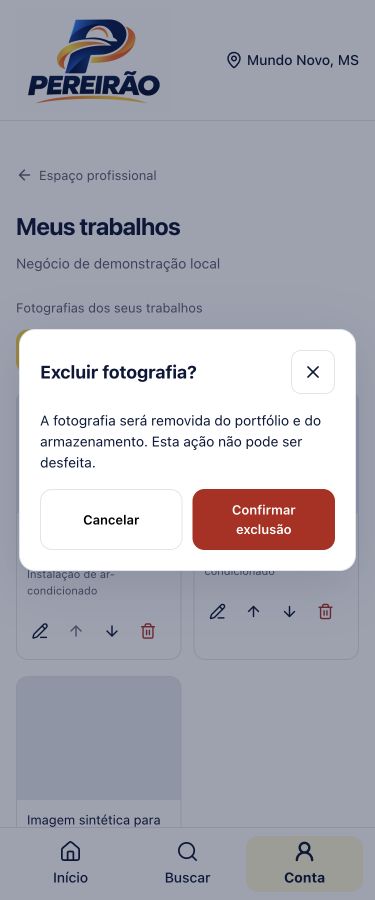 PEREIRÃO
Mundo Novo, MS
Espaço profissional
Meus trabalhos
Negócio de demonstração local
Fotografias dos seus trabalhos
Excluir fotografia?
A fotografia será removida do portfólio e do
armazenamento. Esta ação não pode ser
desfeita.
Cancelar
Confirmar
exclusão
Instalação de ar-
condicionado
condicionado
Imagem sintética para
Início
Buscar
Conta